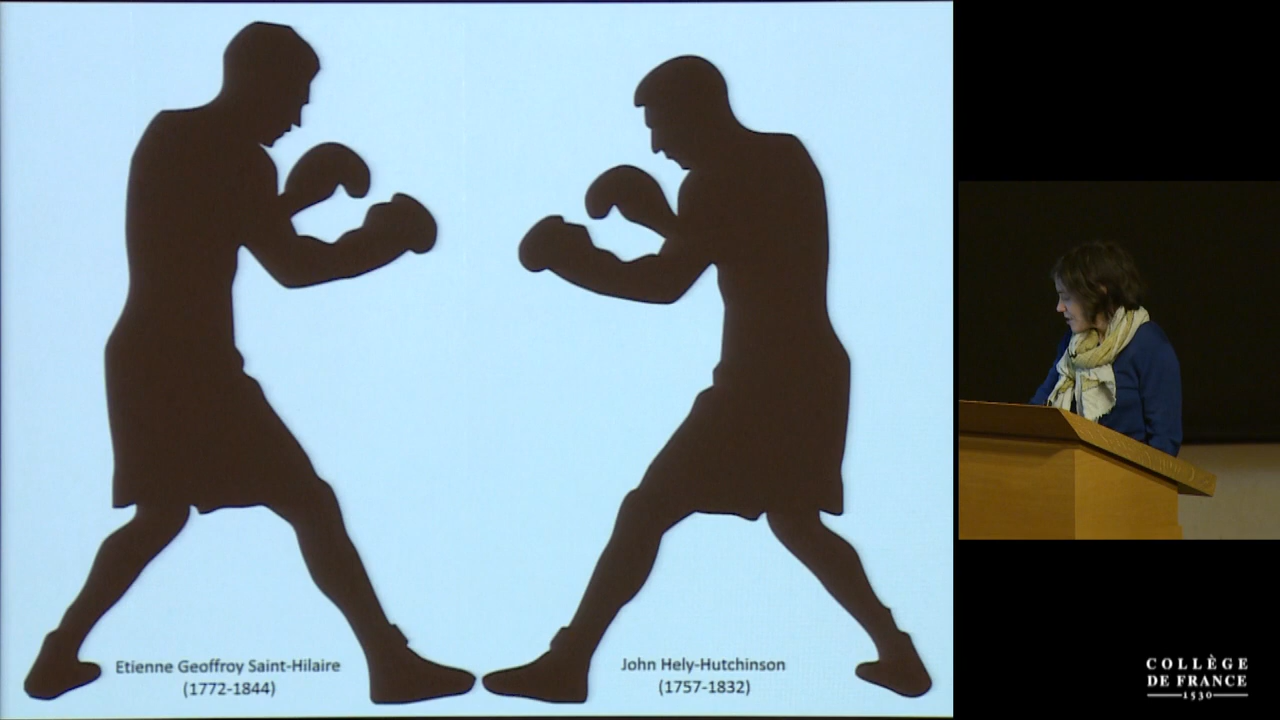 Etienne Geoffroy Saint-Hilaire
(1772-1844)
John Hely-Hutchinson
(1757-1832)
COLLÈGE
DE FRANCE
1530